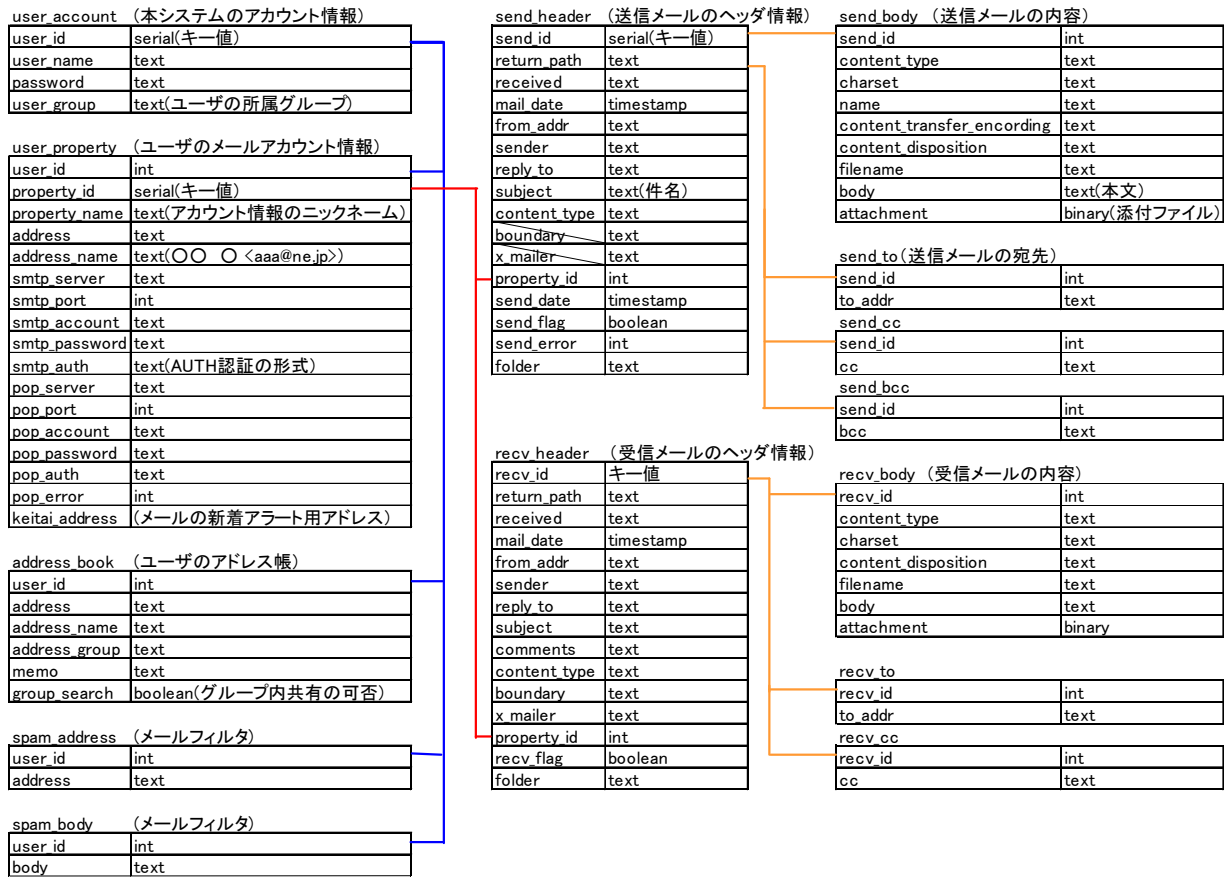 user_account （本システムのアカウント情報）
user_id serial(キー値)
user_name text
password text
user_group text(ユーザの所属グループ)
user_property （ユーザのメールアカウント情報）
user_id int
property_id serial(キー値)
property_name text(アカウント情報のニックネーム)
address text
address_name text(○○ ○ <aaa@ne.jp>)
smtp_server text
smtp_port int
smtp_account text
smtp_password text
smtp_auth text(AUTH認証の形式)
pop_server text
pop_port int
pop_account text
pop_password text
pop_auth text
pop_error int
keitai_address (メールの新着アラート用アドレス)
address_book （ユーザのアドレス帳）
user_id int
address text
address_name text
address_group text
memo text
group_search boolean(グループ内共有の可否)
spam_address （メールフィルタ）
user_id int
address text
spam_body （メールフィルタ）
user_id int
body text
send_header （送信メールのヘッダ情報）
send_id serial(キー値)
return_path text
received text
mail_date timestamp
from_addr text
sender text
reply_to text
subject text(件名)
content_type text
boundary text
x_mailer text
property_id int
send_date timestamp
send_flag boolean
send_error int
folder text
recv_header （受信メールのヘッダ情報）
recv_id キー値
return_path text
received text
mail_date timestamp
from_addr text
sender text
reply_to text
subject text
comments text
content_type text
boundary text
x_mailer text
property_id int
recv_flag boolean
folder text
send_body （送信メールの内容）
send_id int
content_type text
charset text
name text
content_transfer_encording text
content_disposition text
filename text
body text(本文)
attachment binary(添付ファイル)
send_to（送信メールの宛先）
send_id int
to_addr text
send_cc
send_id int
cc text
send_bcc
send_id int
bcc text
recv_body （受信メールの内容）
recv_id int
content_type text
charset text
content_disposition text
filename text
body text
attachment binary
recv_to
recv_id int
to_addr text
recv_cc
recv_id int
cc text